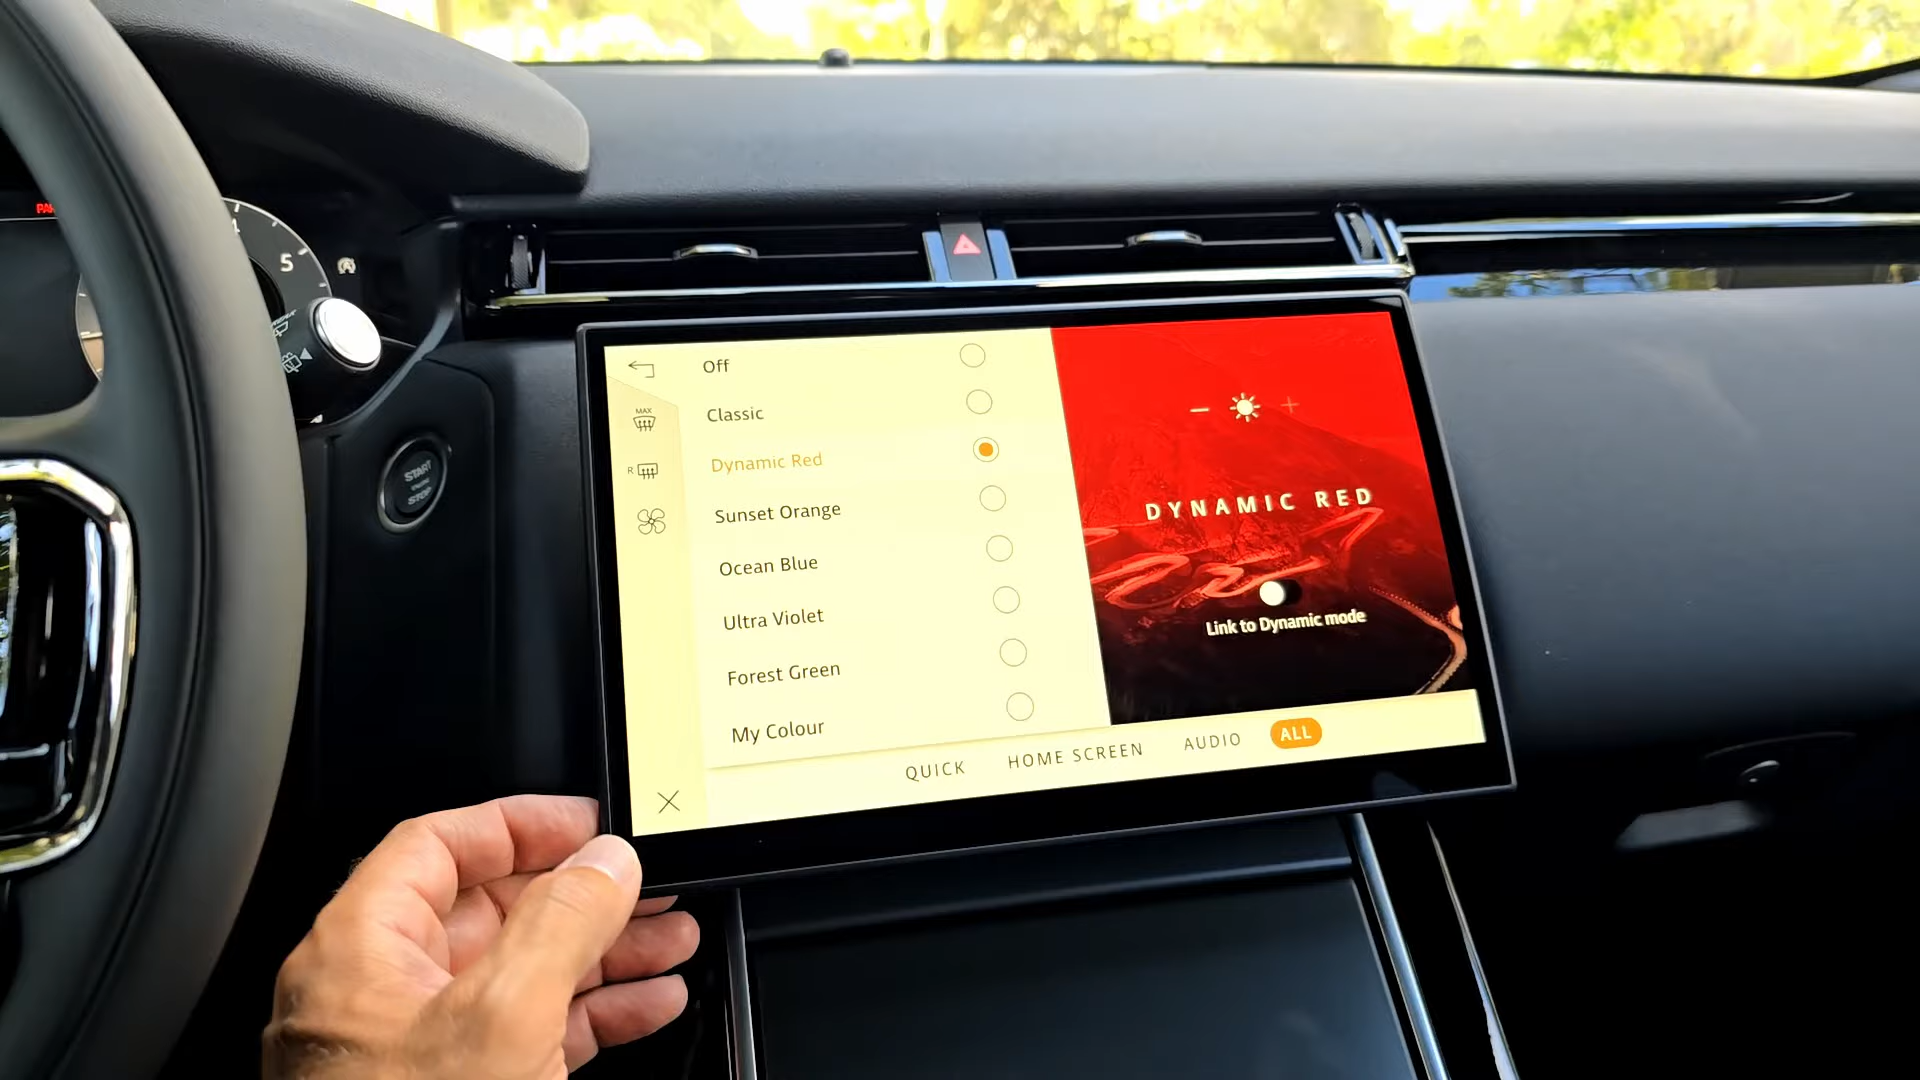 5
START
ENGINE
STOP
MAX
R
Off
Classic
Dynamic Red
Sunset Orange
Ocean Blue
Ultra Violet
Forest Green
My Colour
DYNAMIC RED
Link to Dynamic mode
QUICK HOME SCREEN AUDIO ALL